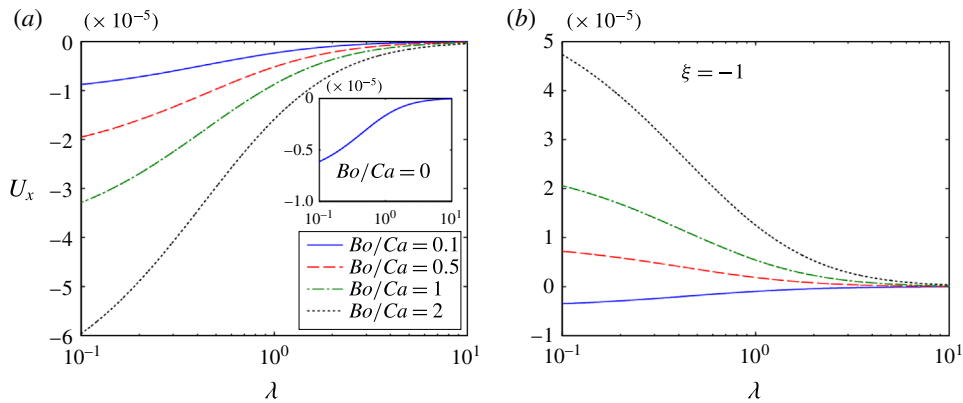 (a)
(× 10⁻⁵)
0
−1
−2
−3
−4
−5
−6
Uₓ
10⁻¹
10⁰
10¹
λ
(× 10⁻⁵)
0
−0.5
−1.0
Bo/Ca = 0
10⁻¹
10⁰
10¹
Bo/Ca = 0.1
Bo/Ca = 0.5
Bo/Ca = 1
Bo/Ca = 2
(b)
(× 10⁻⁵)
5
4
3
2
1
0
−1
ξ = −1
10⁻¹
10⁰
10¹
λ